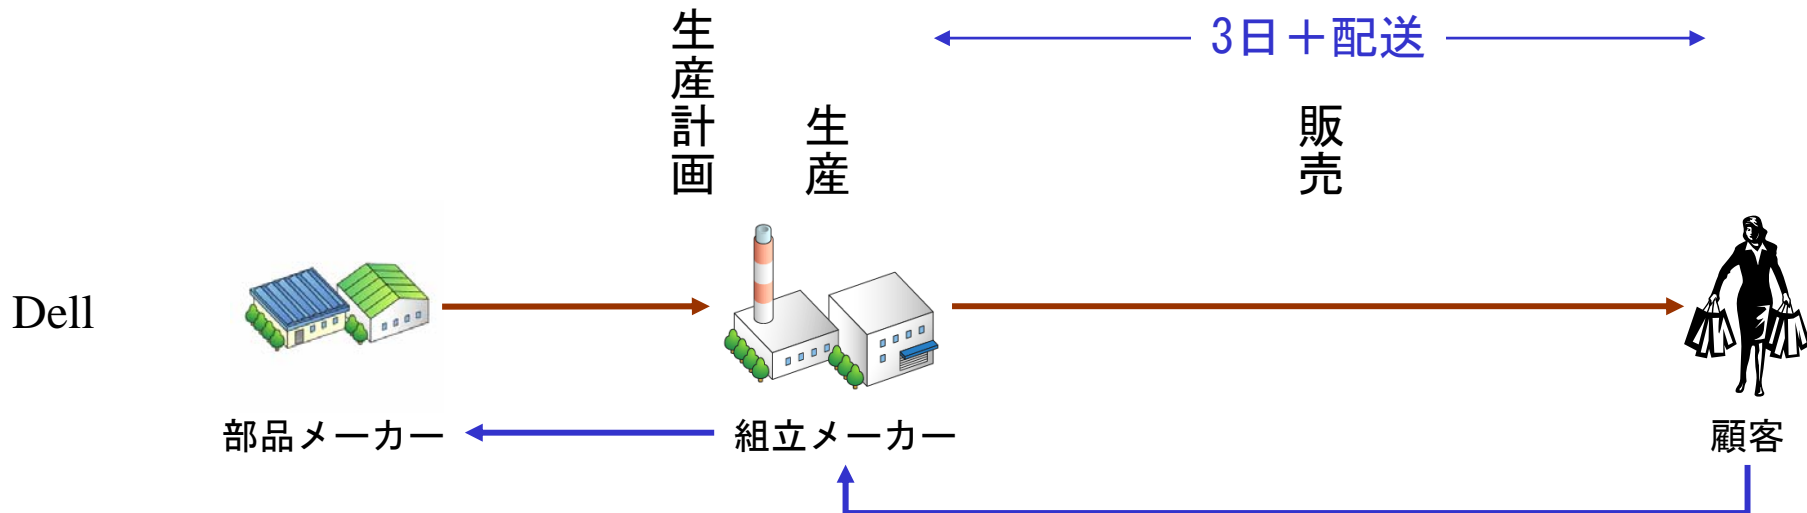 生産計画
生産
3日＋配送
販売
Dell
部品メーカー
組立メーカー
顧客